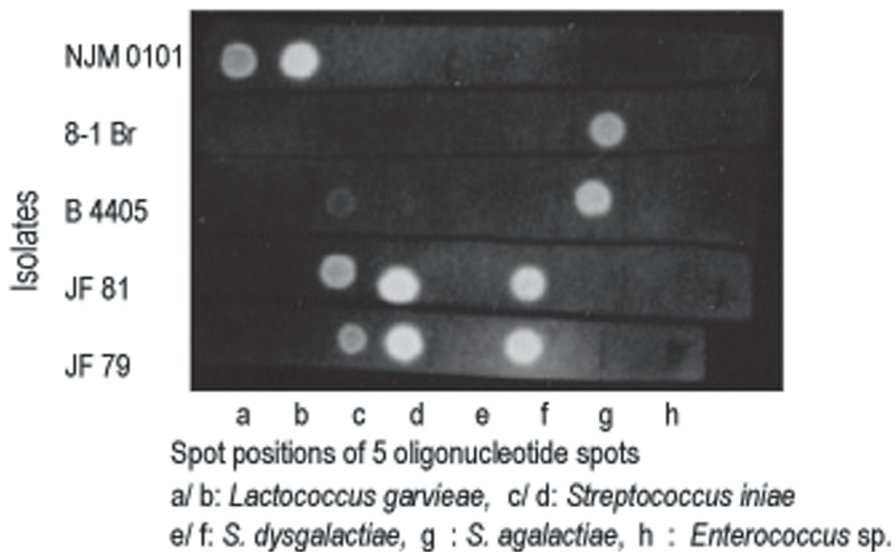 NJM 0101
8-1 Br
B 4405
JF 81
JF 79
Isolates
a b c d e f g h
Spot positions of 5 oligonucleotide spots
a/ b: Lactococcus garvieae, c/ d: Streptococcus iniae
e/ f: S. dysgalactiae, g : S. agalactiae, h : Enterococcus sp.